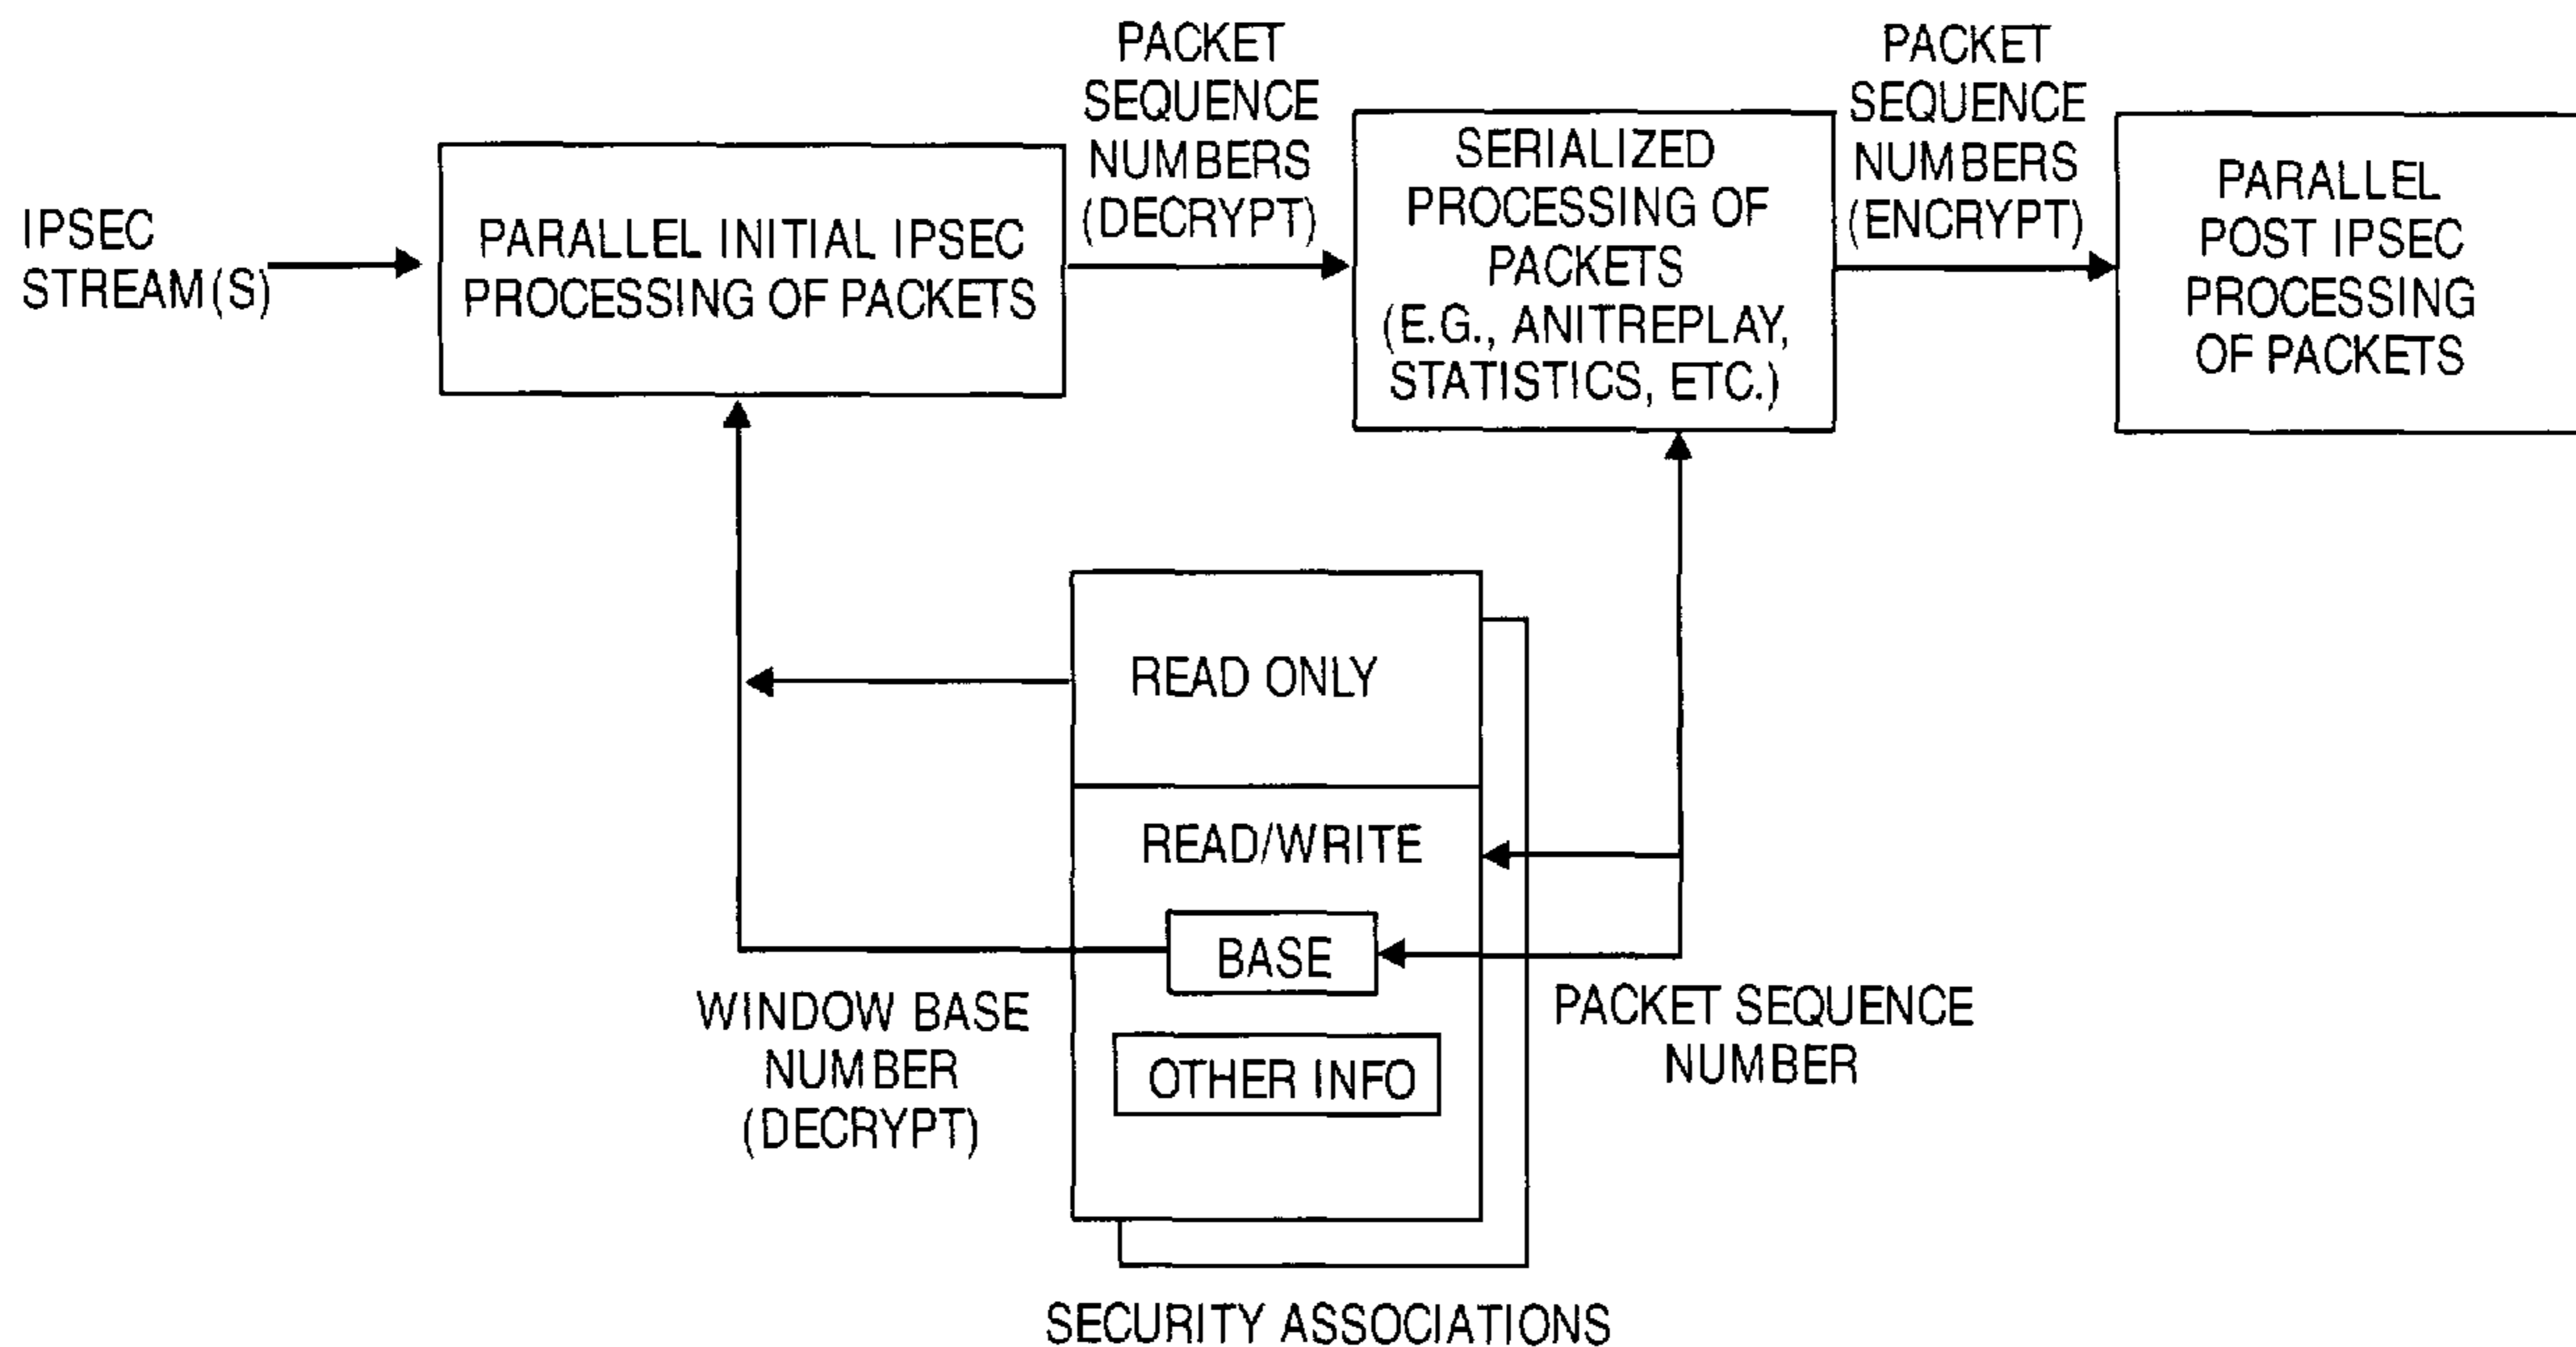 IPSEC
STREAM(S)
PARALLEL INITIAL IPSEC
PROCESSING OF PACKETS
PACKET
SEQUENCE
NUMBERS
(DECRYPT)
SERIALIZED
PROCESSING OF
PACKETS
(E.G., ANITREPLAY,
STATISTICS, ETC.)
PACKET
SEQUENCE
NUMBERS
(ENCRYPT)
PARALLEL
POST IPSEC
PROCESSING
OF PACKETS
READ ONLY
READ/WRITE
BASE
OTHER INFO
WINDOW BASE
NUMBER
(DECRYPT)
PACKET SEQUENCE
NUMBER
SECURITY ASSOCIATIONS